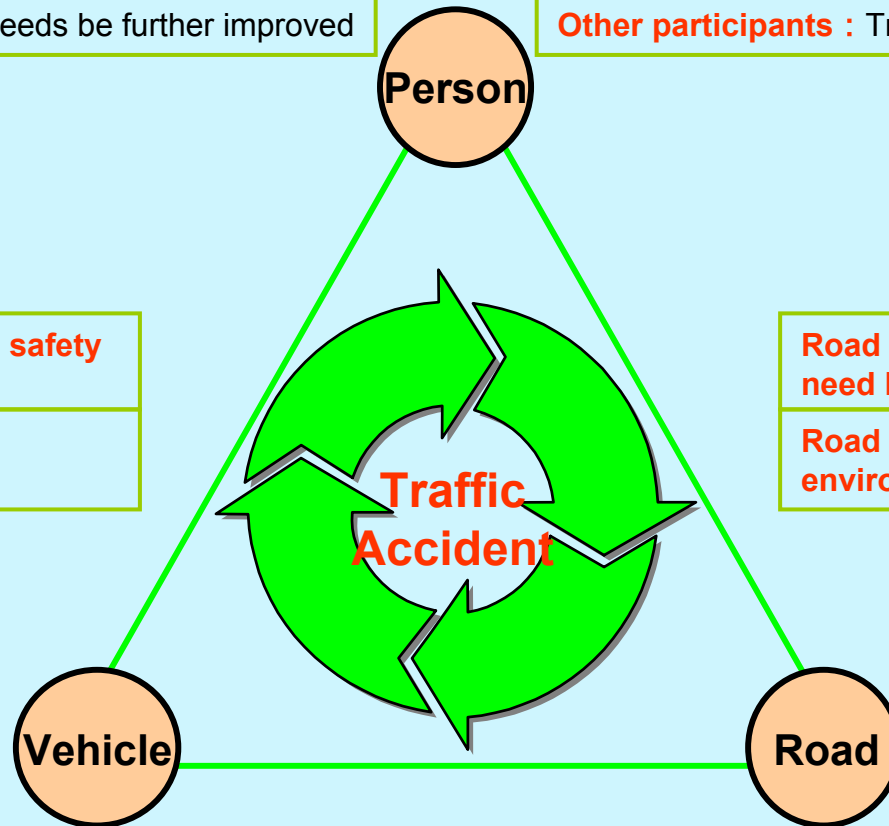 eeds be further improved
Other participants : Tr
Person
safety
Road
need
Road
enviro
Traffic
Accident
Vehicle
Road